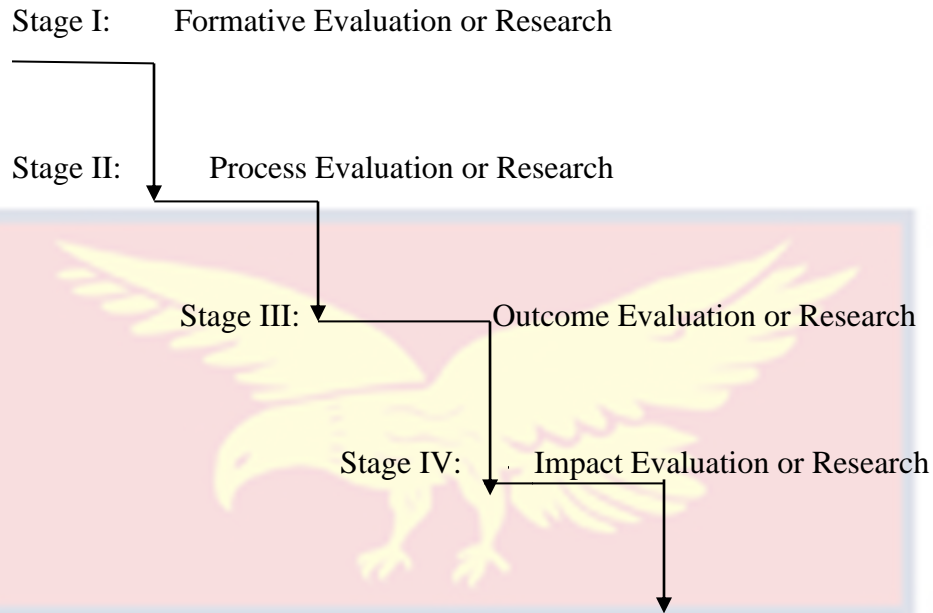 Stage I: Formative Evaluation or Research
Stage II: Process Evaluation or Research
Stage III: Outcome Evaluation or Research
Stage IV: Impact Evaluation or Research